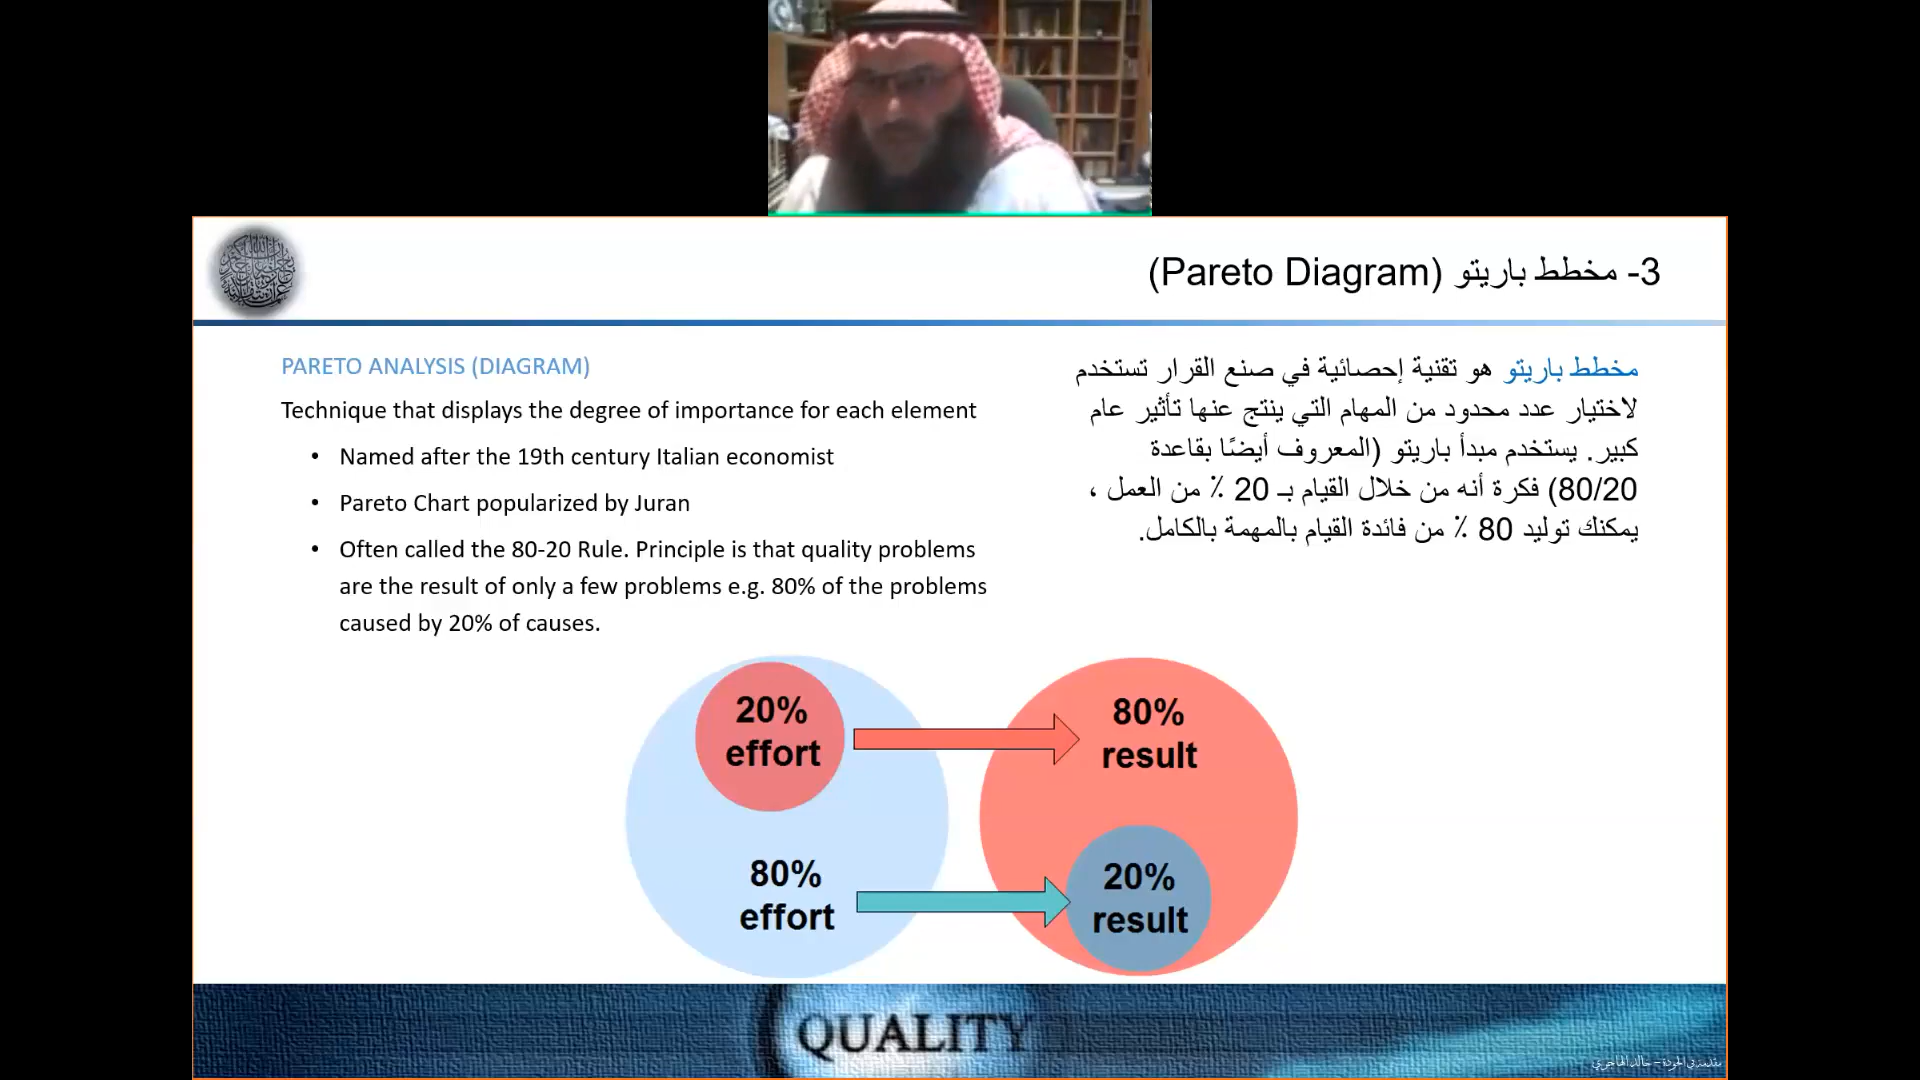 3- مخطط باريتو (Pareto Diagram)
PARETO ANALYSIS (DIAGRAM)
Technique that displays the degree of importance for each element
• Named after the 19th century Italian economist
• Pareto Chart popularized by Juran
• Often called the 80-20 Rule. Principle is that quality problems
are the result of only a few problems e.g. 80% of the problems
caused by 20% of causes.
مخطط باريتو هو تقنية إحصائية في صنع القرار تستخدم
لاختيار عدد محدود من المهام التي ينتج عنها تأثير عام
كبير. يستخدم مبدأ باريتو (المعروف أيضًا بقاعدة
80/20) فكرة أنه من خلال القيام بـ 20 ٪ من العمل ،
يمكنك توليد 80 ٪ من فائدة القيام بالمهمة بالكامل.
20%
effort
80%
result
80%
effort
20%
result
QUALITY
مقدمة في الجودة – خالد الهاجري